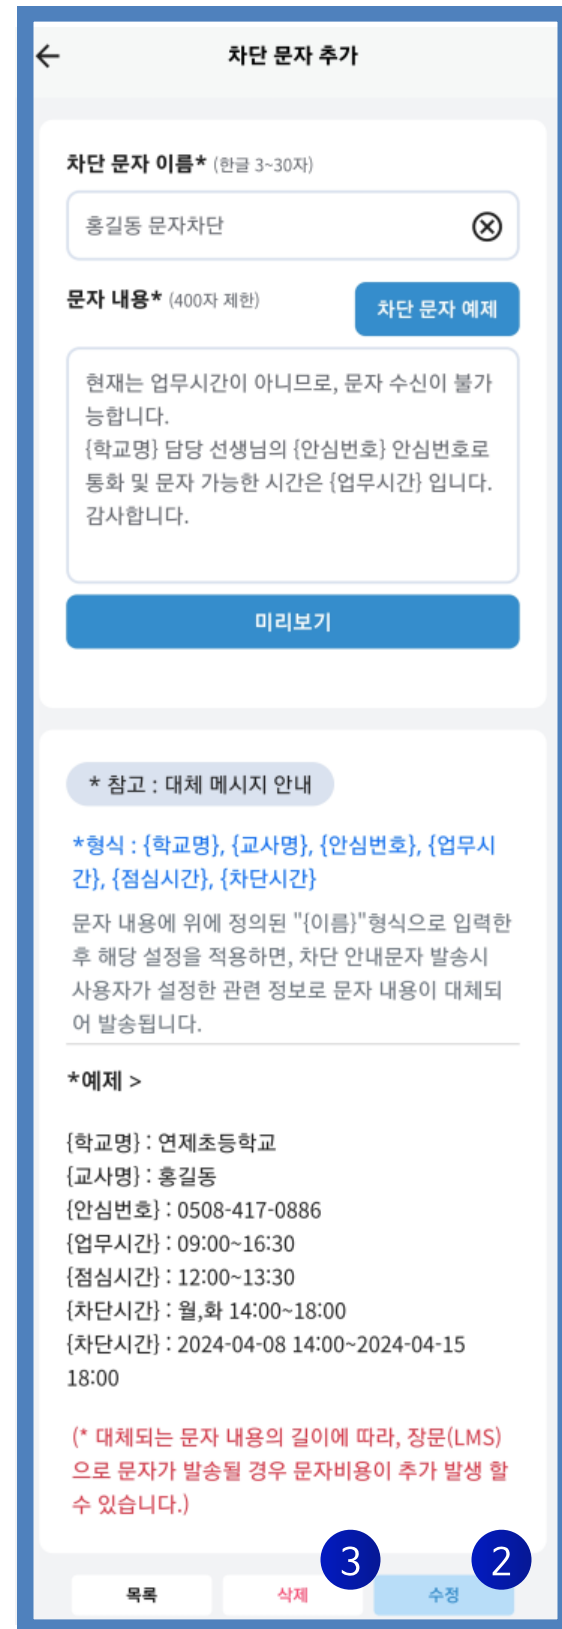 차단 문자 추가
차단 문자 이름* (한글 3~30자)
홍길동 문자차단
문자 내용* (400자 제한)
차단 문자 예제
현재는 업무시간이 아니므로, 문자 수신이 불가
능합니다.
{학교명} 담당 선생님의 {안심번호} 안심번호로
통화 및 문자 가능한 시간은 {업무시간} 입니다.
감사합니다.
미리보기
* 참고 : 대체 메시지 안내
*형식 : {학교명}, {교사명}, {안심번호}, {업무시
간}, {점심시간}, {차단시간}
문자 내용에 위에 정의된 "{이름}"형식으로 입력한
후 해당 설정을 적용하면, 차단 안내문자 발송시
사용자가 설정한 관련 정보로 문자 내용이 대체되
어 발송됩니다.
*예제 >
{학교명} : 연제초등학교
{교사명} : 홍길동
{안심번호} : 0508-417-0886
{업무시간} : 09:00~16:30
{점심시간} : 12:00~13:30
{차단시간} : 월,화 14:00~18:00
{차단시간} : 2024-04-08 14:00~2024-04-15
18:00
(* 대체되는 문자 내용의 길이에 따라, 장문(LMS)
으로 문자가 발송될 경우 문자비용이 추가 발생 할
수 있습니다.)
3
2
목록
삭제
수정